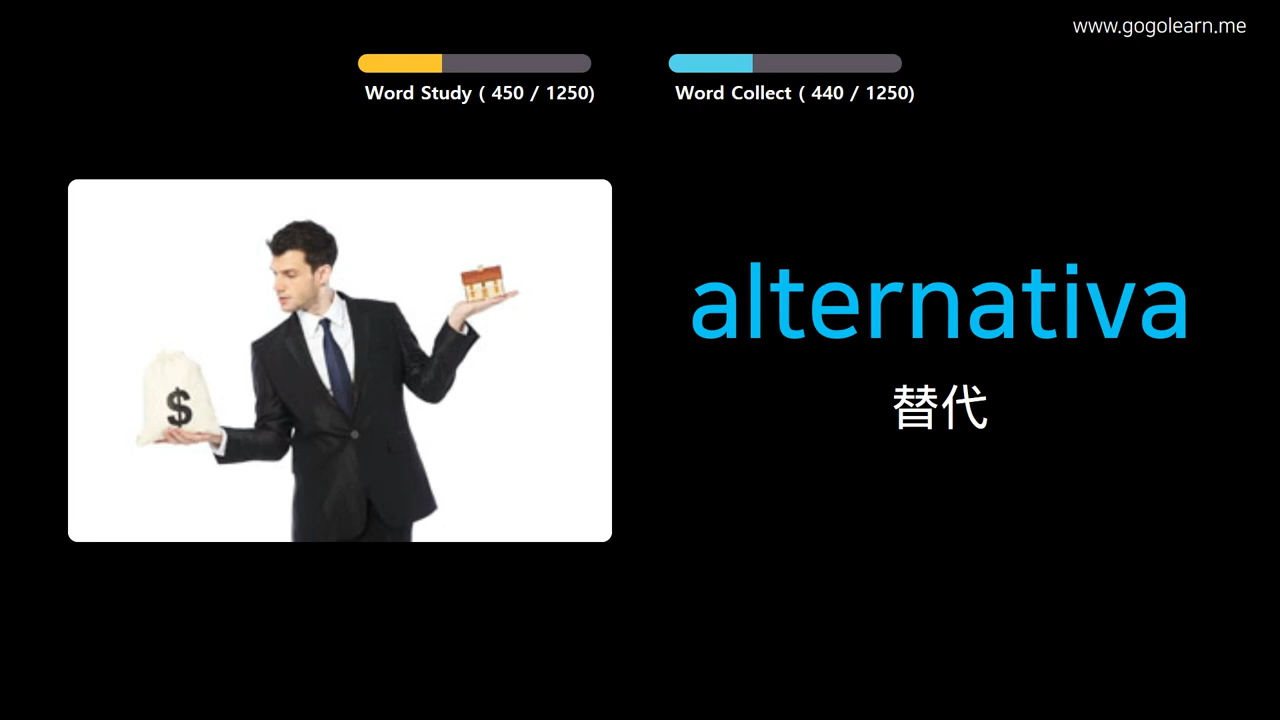 www.gogolearn.me
Word Study ( 450 / 1250)
Word Collect ( 440 / 1250)
$
alternativa
替代